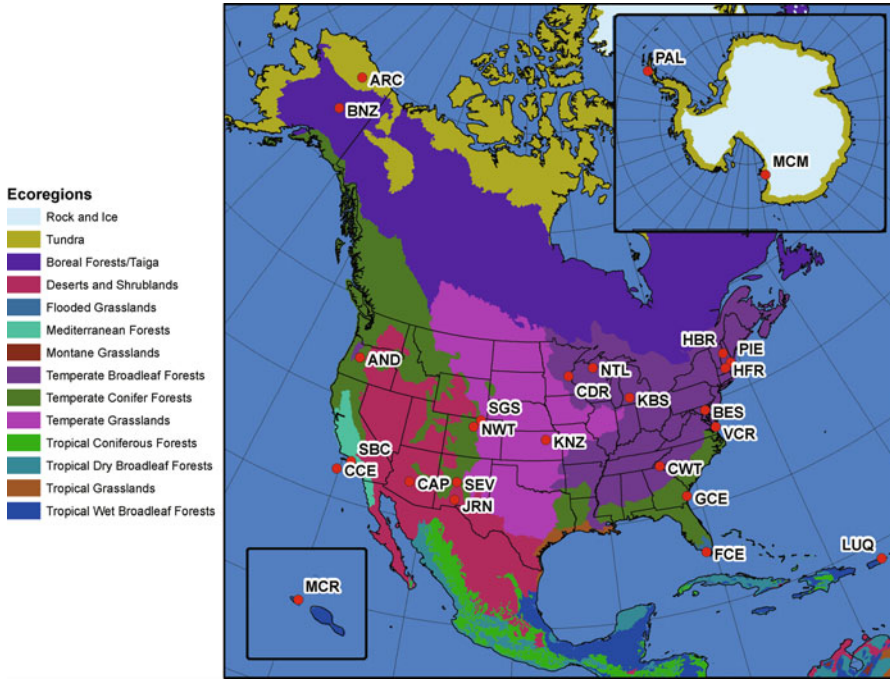 Ecoregions
Rock and Ice
Tundra
Boreal Forests/Taiga
Deserts and Shrublands
Flooded Grasslands
Mediterranean Forests
Montane Grasslands
Temperate Broadleaf Forests
Temperate Conifer Forests
Temperate Grasslands
Tropical Coniferous Forests
Tropical Dry Broadleaf Forests
Tropical Grasslands
Tropical Wet Broadleaf Forests
ARC
BNZ
PAL
MCM
AND
NTL
CDR
KBS
HBR
PIE
HFR
BES
VCR
SGS
NWT
KNZ
SBC
CCE
CAP
SEV
JRN
CWT
GCE
FCE
LUQ
MCR